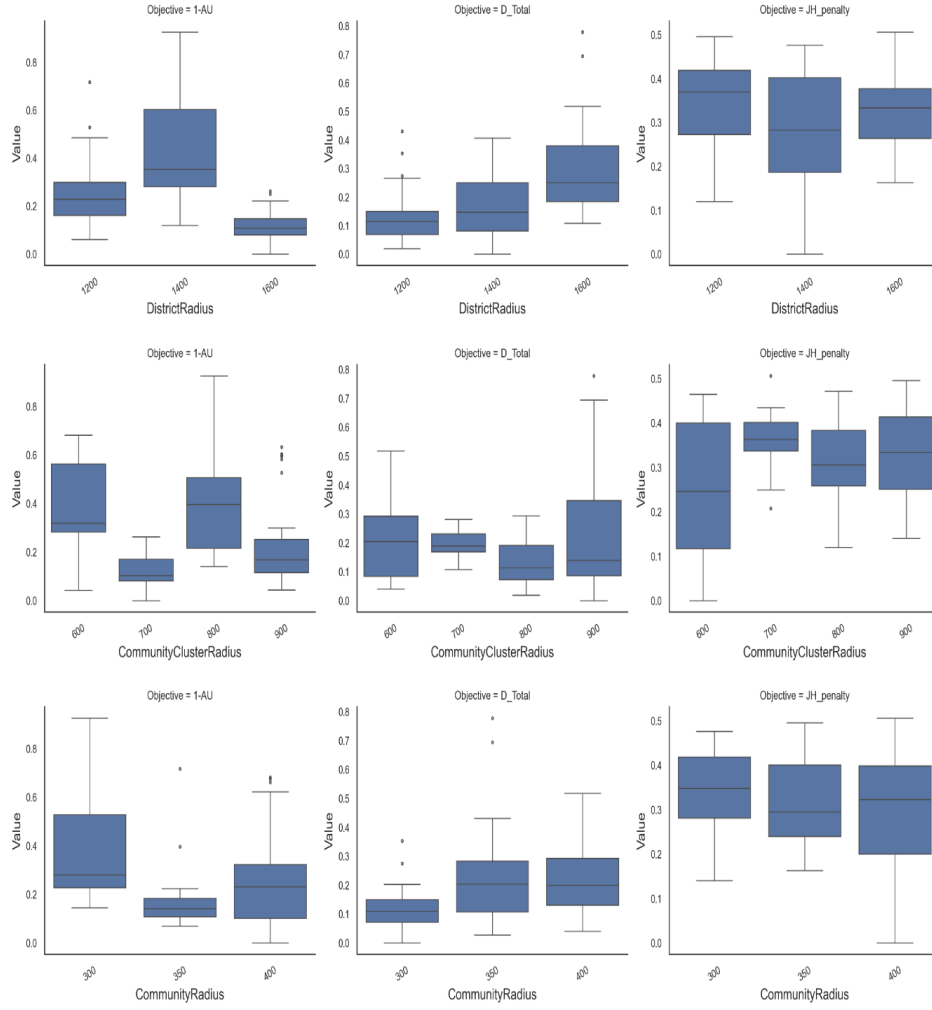 Objective = 1-AU
Value
0.8
0.6
0.4
0.2
0.0
1200 1400 1600
DistrictRadius
Objective = D_Total
Value
0.8
0.7
0.6
0.5
0.4
0.3
0.2
0.1
0.0
1200 1400 1600
DistrictRadius
Objective = JH_penalty
Value
0.5
0.4
0.3
0.2
0.1
0.0
1200 1400 1600
DistrictRadius
Objective = 1-AU
Value
0.8
0.6
0.4
0.2
0.0
600 700 800 900
CommunityClusterRadius
Objective = D_Total
Value
0.8
0.7
0.6
0.5
0.4
0.3
0.2
0.1
0.0
600 700 800 900
CommunityClusterRadius
Objective = JH_penalty
Value
0.5
0.4
0.3
0.2
0.1
0.0
600 700 800 900
CommunityClusterRadius
Objective = 1-AU
Value
0.8
0.6
0.4
0.2
0.0
300 350 400
CommunityRadius
Objective = D_Total
Value
0.8
0.7
0.6
0.5
0.4
0.3
0.2
0.1
0.0
300 350 400
CommunityRadius
Objective = JH_penalty
Value
0.5
0.4
0.3
0.2
0.1
0.0
300 350 400
CommunityRadius